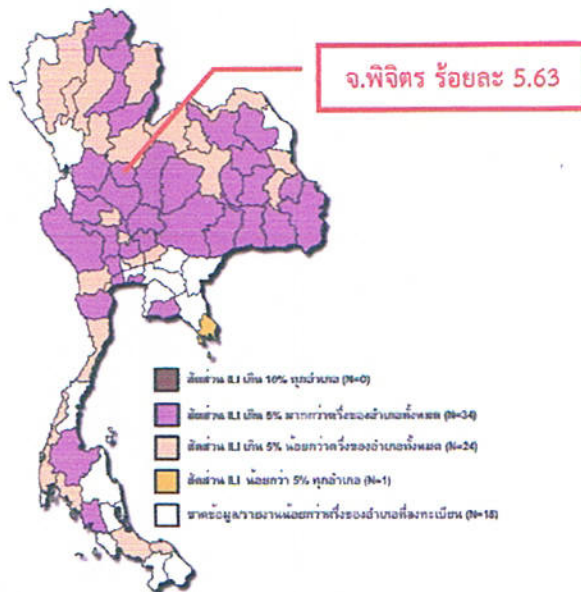 จ.พิจิตร ร้อยละ 5.63
สัดส่วน ILI เกิน 10% ทุกอำเภอ (N=0)
สัดส่วน ILI เกิน 5% มากกว่าครึ่งของอำเภอทั้งหมด (N=34)
สัดส่วน ILI เกิน 5% น้อยกว่าครึ่งของอำเภอทั้งหมด (N=24)
สัดส่วน ILI น้อยกว่า 5% ทุกอำเภอ (N=1)
ขาดข้อมูล/รายงานน้อยกว่าครึ่งของอำเภอที่ลงทะเบียน (N=18)